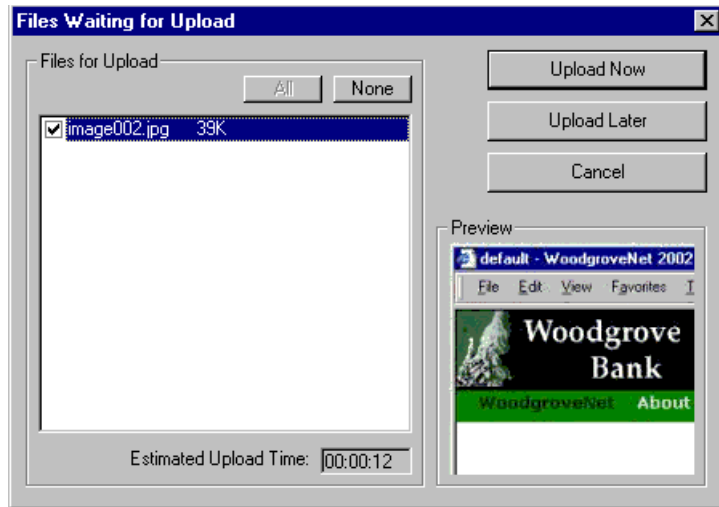 Files Waiting for Upload
Files for Upload
All None
image002.jpg 39K
Estimated Upload Time: 00:00:12
Upload Now
Upload Later
Cancel
Preview
default - WoodgroveNet 2002
File Edit View Favorites T
Woodgrove
Bank
WoodgroveNet About